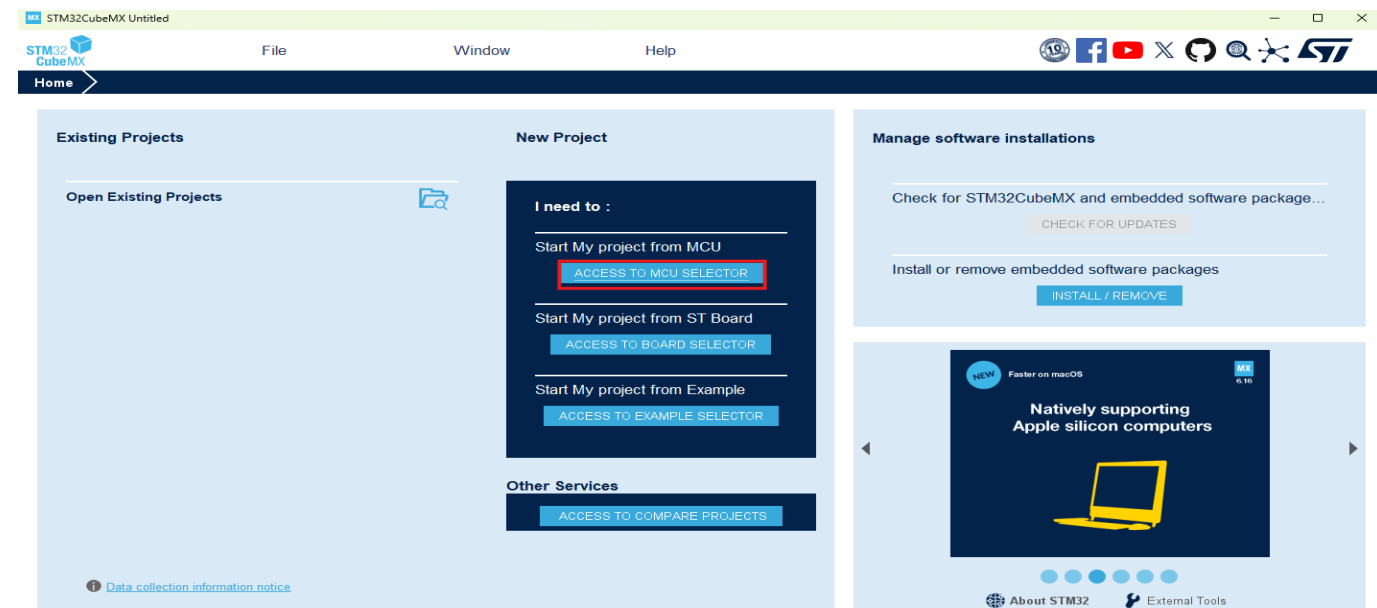 MX STM32CubeMX Untitled
STM32
CubeMX
File
Window
Help
10
Home
Existing Projects
Open Existing Projects
Data collection information notice
New Project
I need to :
Start My project from MCU
ACCESS TO MCU SELECTOR
Start My project from ST Board
ACCESS TO BOARD SELECTOR
Start My project from Example
ACCESS TO EXAMPLE SELECTOR
Other Services
ACCESS TO COMPARE PROJECTS
Manage software installations
Check for STM32CubeMX and embedded software package...
CHECK FOR UPDATES
Install or remove embedded software packages
INSTALL / REMOVE
NEW
Faster on macOS
MX
6.16
Natively supporting
Apple silicon computers
About STM32
External Tools